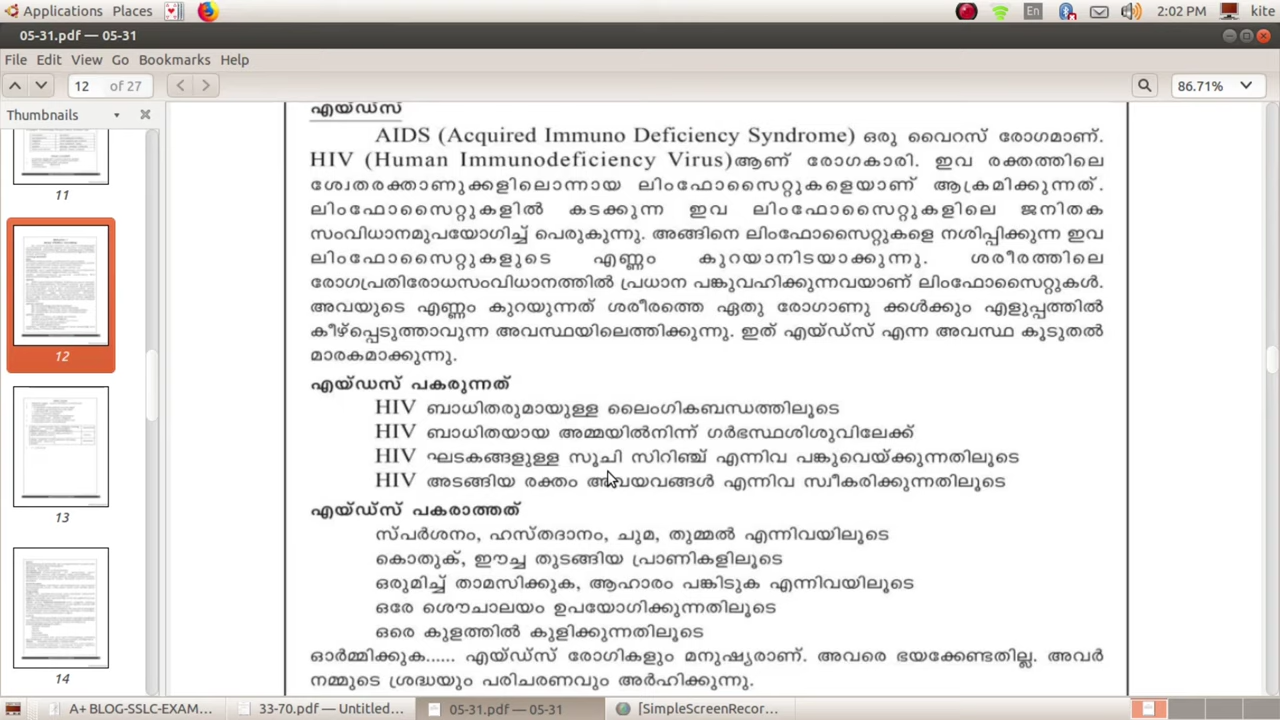 Applications Places En 2:02 PM kite
05-31.pdf — 05-31
File Edit View Go Bookmarks Help
12 of 27 86.71%
Thumbnails
11
12
13
14
എയ്ഡ്സ്
AIDS (Acquired Immuno Deficiency Syndrome) ഒരു വൈറസ് രോഗമാണ്.
HIV (Human Immunodeficiency Virus)ആണ് രോഗകാരി. ഇവ രക്തത്തിലെ
ശ്വേതരക്താണുക്കളിലൊന്നായ ലിംഫോസൈറ്റുകളെയാണ് ആക്രമിക്കുന്നത്.
ലിംഫോസൈറ്റുകളിൽ കടക്കുന്ന ഇവ ലിംഫോസൈറ്റുകളിലെ ജനിതക
സംവിധാനമുപയോഗിച്ച് പെരുകുന്നു. അങ്ങിനെ ലിംഫോസൈറ്റുകളെ നശിപ്പിക്കുന്ന ഇവ
ലിംഫോസൈറ്റുകളുടെ എണ്ണം കുറയാനിടയാക്കുന്നു. ശരീരത്തിലെ
രോഗപ്രതിരോധസംവിധാനത്തിൽ പ്രധാന പങ്കുവഹിക്കുന്നവയാണ് ലിംഫോസൈറ്റുകൾ.
അവയുടെ എണ്ണം കുറയുന്നത് ശരീരത്തെ ഏതു രോഗാണു ക്കൾക്കും എളുപ്പത്തിൽ
കീഴ്പ്പെടുത്താവുന്ന അവസ്ഥയിലെത്തിക്കുന്നു. ഇത് എയ്ഡ്സ് എന്ന അവസ്ഥ കൂടുതൽ
മാരകമാക്കുന്നു.
എയ്ഡസ് പകരുന്നത്
HIV ബാധിതരുമായുള്ള ലൈംഗികബന്ധത്തിലൂടെ
HIV ബാധിതയായ അമ്മയിൽനിന്ന് ഗർഭസ്ഥശിശുവിലേക്ക്
HIV ഘടകങ്ങളുള്ള സൂചി സിറിഞ്ച് എന്നിവ പങ്കുവെയ്ക്കുന്നതിലൂടെ
HIV അടങ്ങിയ രക്തം അവയവങ്ങൾ എന്നിവ സ്വീകരിക്കുന്നതിലൂടെ
എയ്ഡ്സ് പകരാത്തത്
സ്പർശനം, ഹസ്തദാനം, ചുമ, തുമ്മൽ എന്നിവയിലൂടെ
കൊതുക്, ഈച്ച തുടങ്ങിയ പ്രാണികളിലൂടെ
ഒരുമിച്ച് താമസിക്കുക, ആഹാരം പങ്കിടുക എന്നിവയിലൂടെ
ഒരേ ശൌചാലയം ഉപയോഗിക്കുന്നതിലൂടെ
ഒരെ കുളത്തിൽ കുളിക്കുന്നതിലൂടെ
ഓർമ്മിക്കുക...... എയ്ഡ്സ് രോഗികളും മനുഷ്യരാണ്. അവരെ ഭയക്കേണ്ടതില്ല. അവർ
നമ്മുടെ ശ്രദ്ധയും പരിചരണവും അർഹിക്കുന്നു.
A+ BLOG-SSLC-EXAM... 33-70.pdf — Untitled... 05-31.pdf — 05-31 [SimpleScreenRecor...